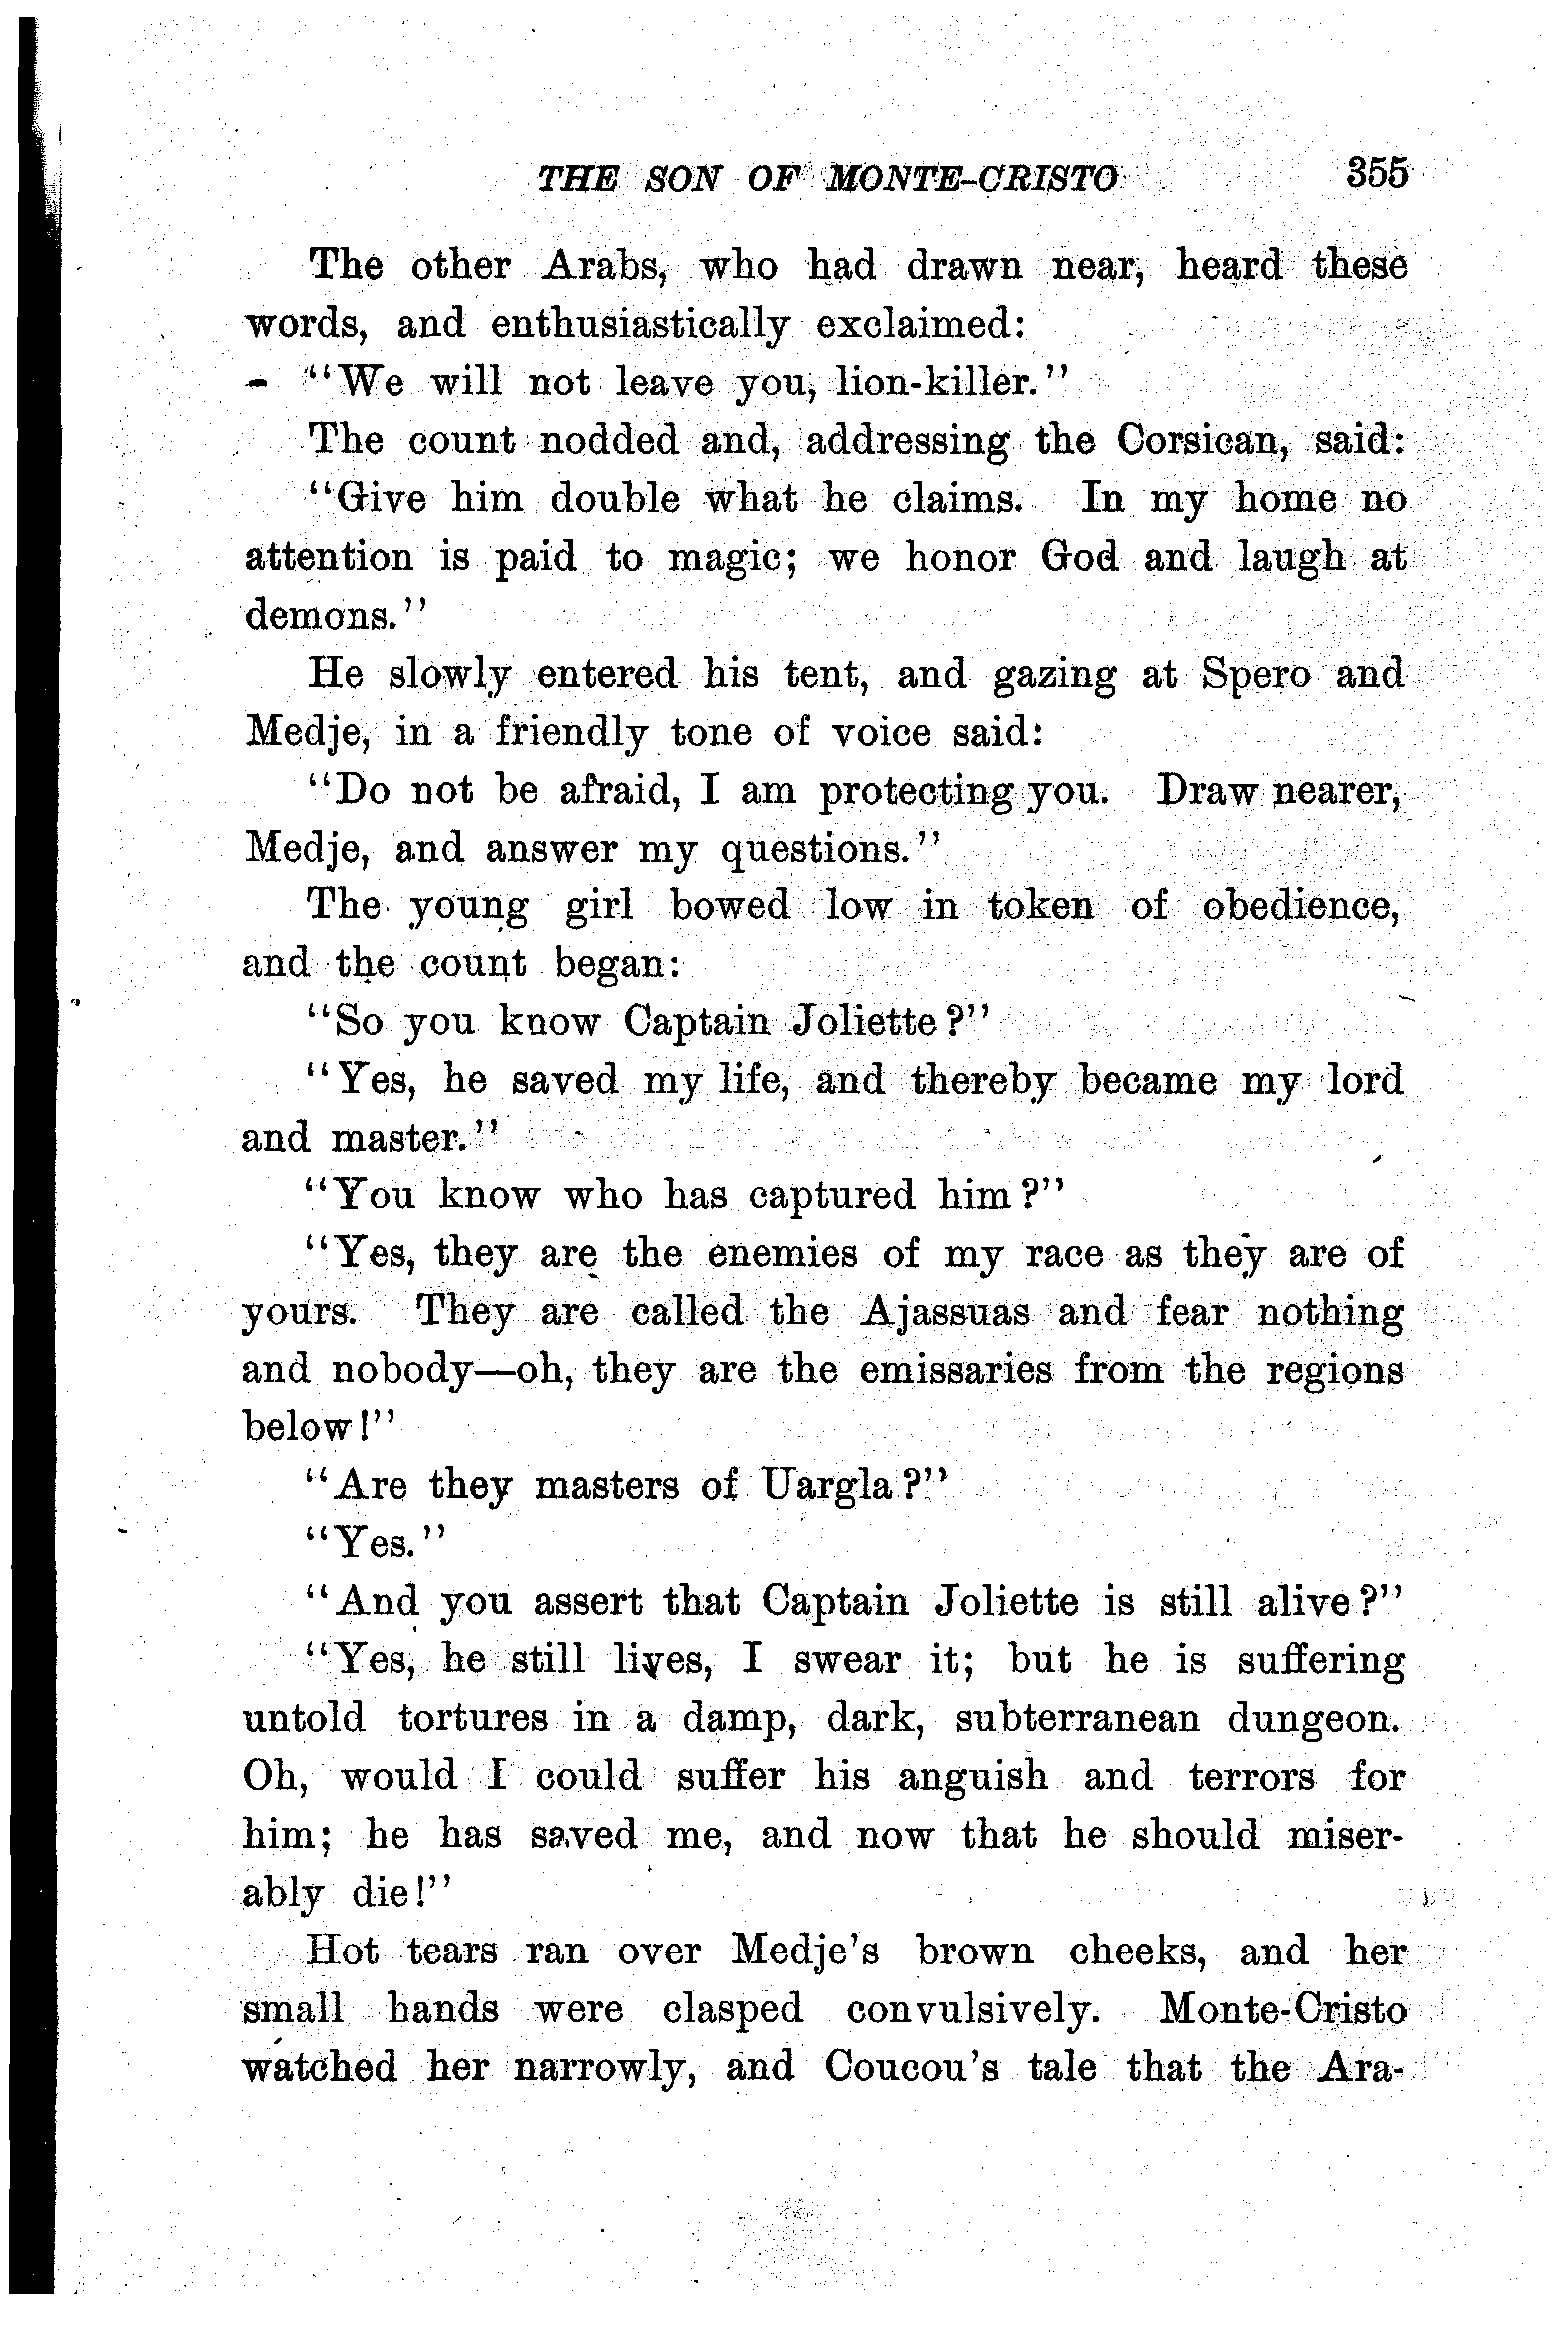 THE SON OF MONTE-CRISTO 355
The other Arabs, who had drawn near, heard these
words, and enthusiastically exclaimed:
"We will not leave you, lion-killer."
The count nodded and, addressing the Corsican, said:
"Give him double what he claims. In my home no
attention is paid to magic; we honor God and laugh at
demons."
He slowly entered his tent, and gazing at Spero and
Medje, in a friendly tone of voice said:
"Do not be afraid, I am protecting you. Draw nearer,
Medje, and answer my questions."
The young girl bowed low in token of obedience,
and the count began:
"So you know Captain Joliette?"
"Yes, he saved my life, and thereby became my lord
and master."
"You know who has captured him?"
"Yes, they are the enemies of my race as they are of
yours. They are called the Ajassuas and fear nothing
and nobody—oh, they are the emissaries from the regions
below!"
"Are they masters of Uargla?"
"Yes."
"And you assert that Captain Joliette is still alive?"
"Yes, he still lives, I swear it; but he is suffering
untold tortures in a damp, dark, subterranean dungeon.
Oh, would I could suffer his anguish and terrors for
him; he has saved me, and now that he should miser-
ably die!"
Hot tears ran over Medje's brown cheeks, and her
small hands were clasped convulsively. Monte-Cristo
watched her narrowly, and Coucou's tale that the Ara-